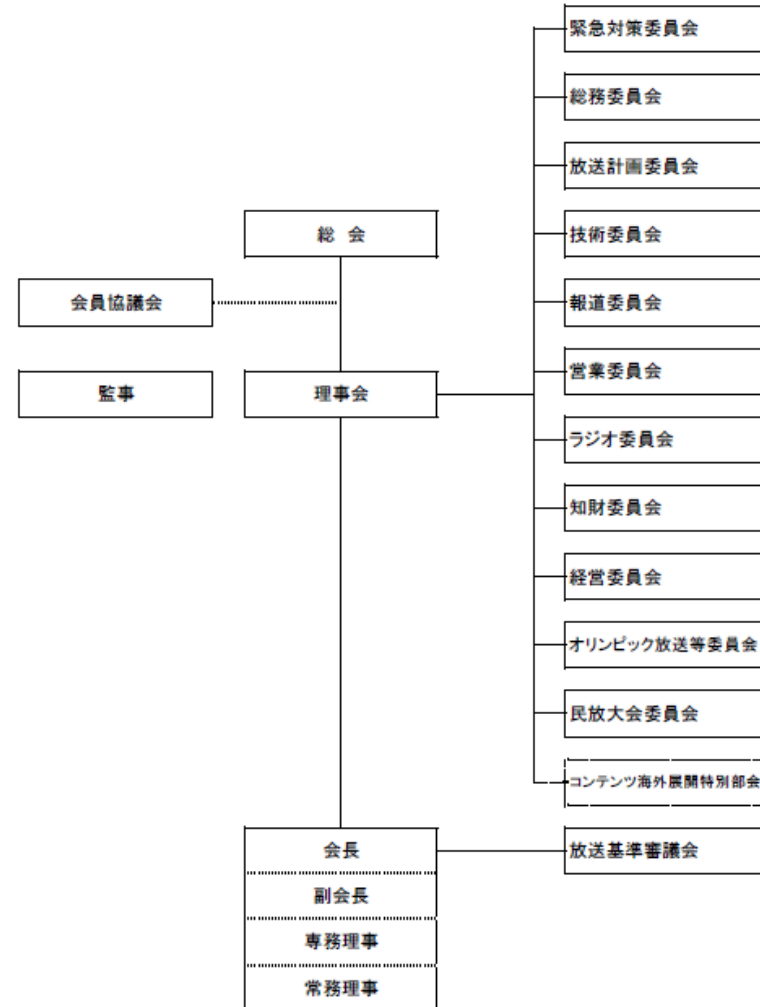 総 会
会員協議会
監事
理事会
緊急対策委員会
総務委員会
放送計画委員会
技術委員会
報道委員会
営業委員会
ラジオ委員会
知財委員会
経営委員会
オリンピック放送等委員会
民放大会委員会
コンテンツ海外展開特別部会
会長
副会長
専務理事
常務理事
放送基準審議会